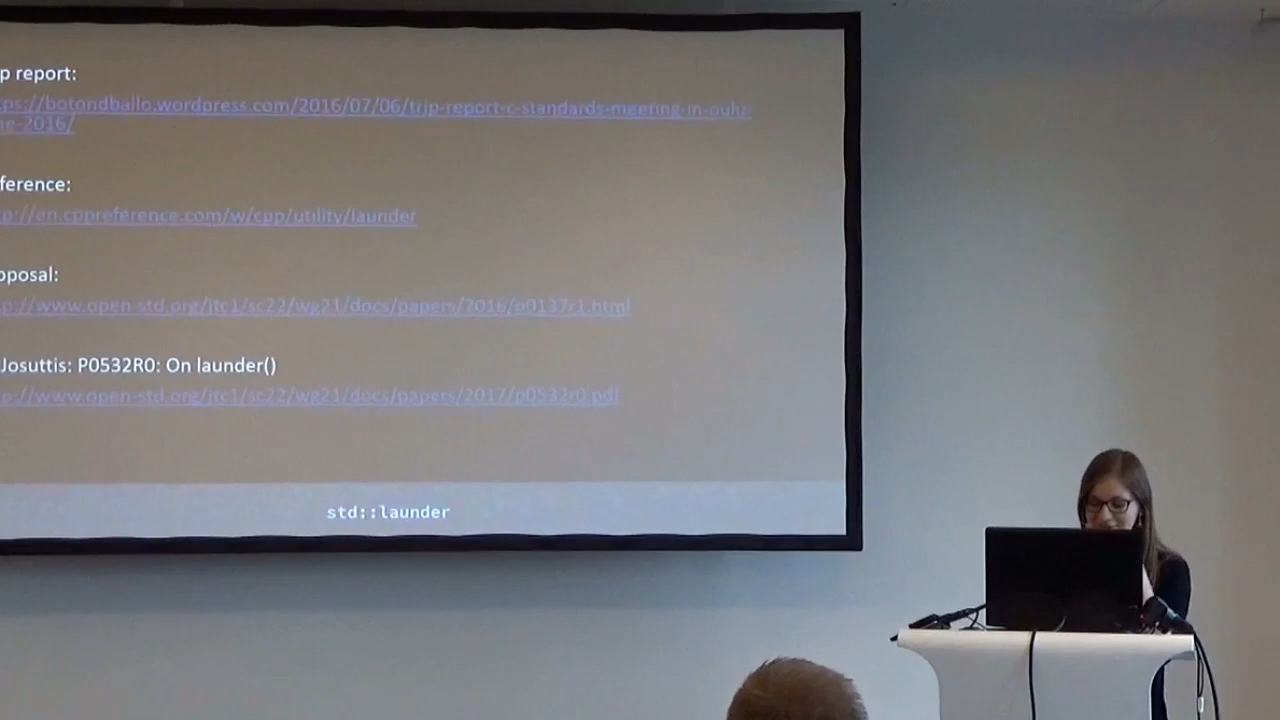 p report:
tps://botondballo.wordpress.com/2016/07/06/trip-report-c-standards-meeting-in-oulu-
ne-2016/
ference:
p://en.cppreference.com/w/cpp/utility/launder
oposal:
p://www.open-std.org/jtc1/sc22/wg21/docs/papers/2016/p0137r1.html
Josuttis: P0532R0: On launder()
p://www.open-std.org/jtc1/sc22/wg21/docs/papers/2017/p0532r0.pdf
std::launder